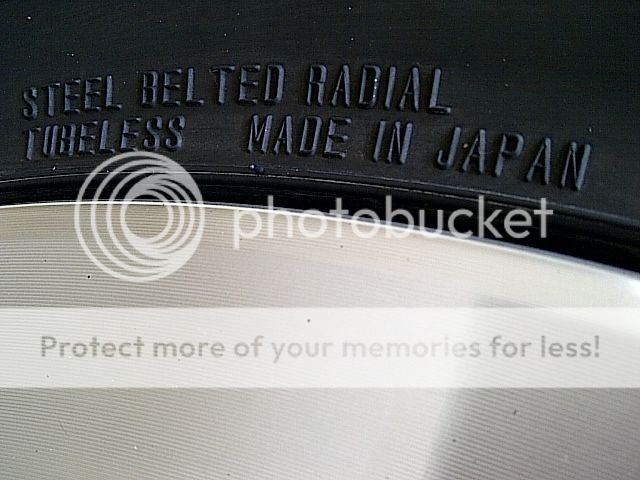 STEEL BELTED RADIAL
TUBELESS MADE IN JAPAN
photobucket
Protect more of your memories for less!